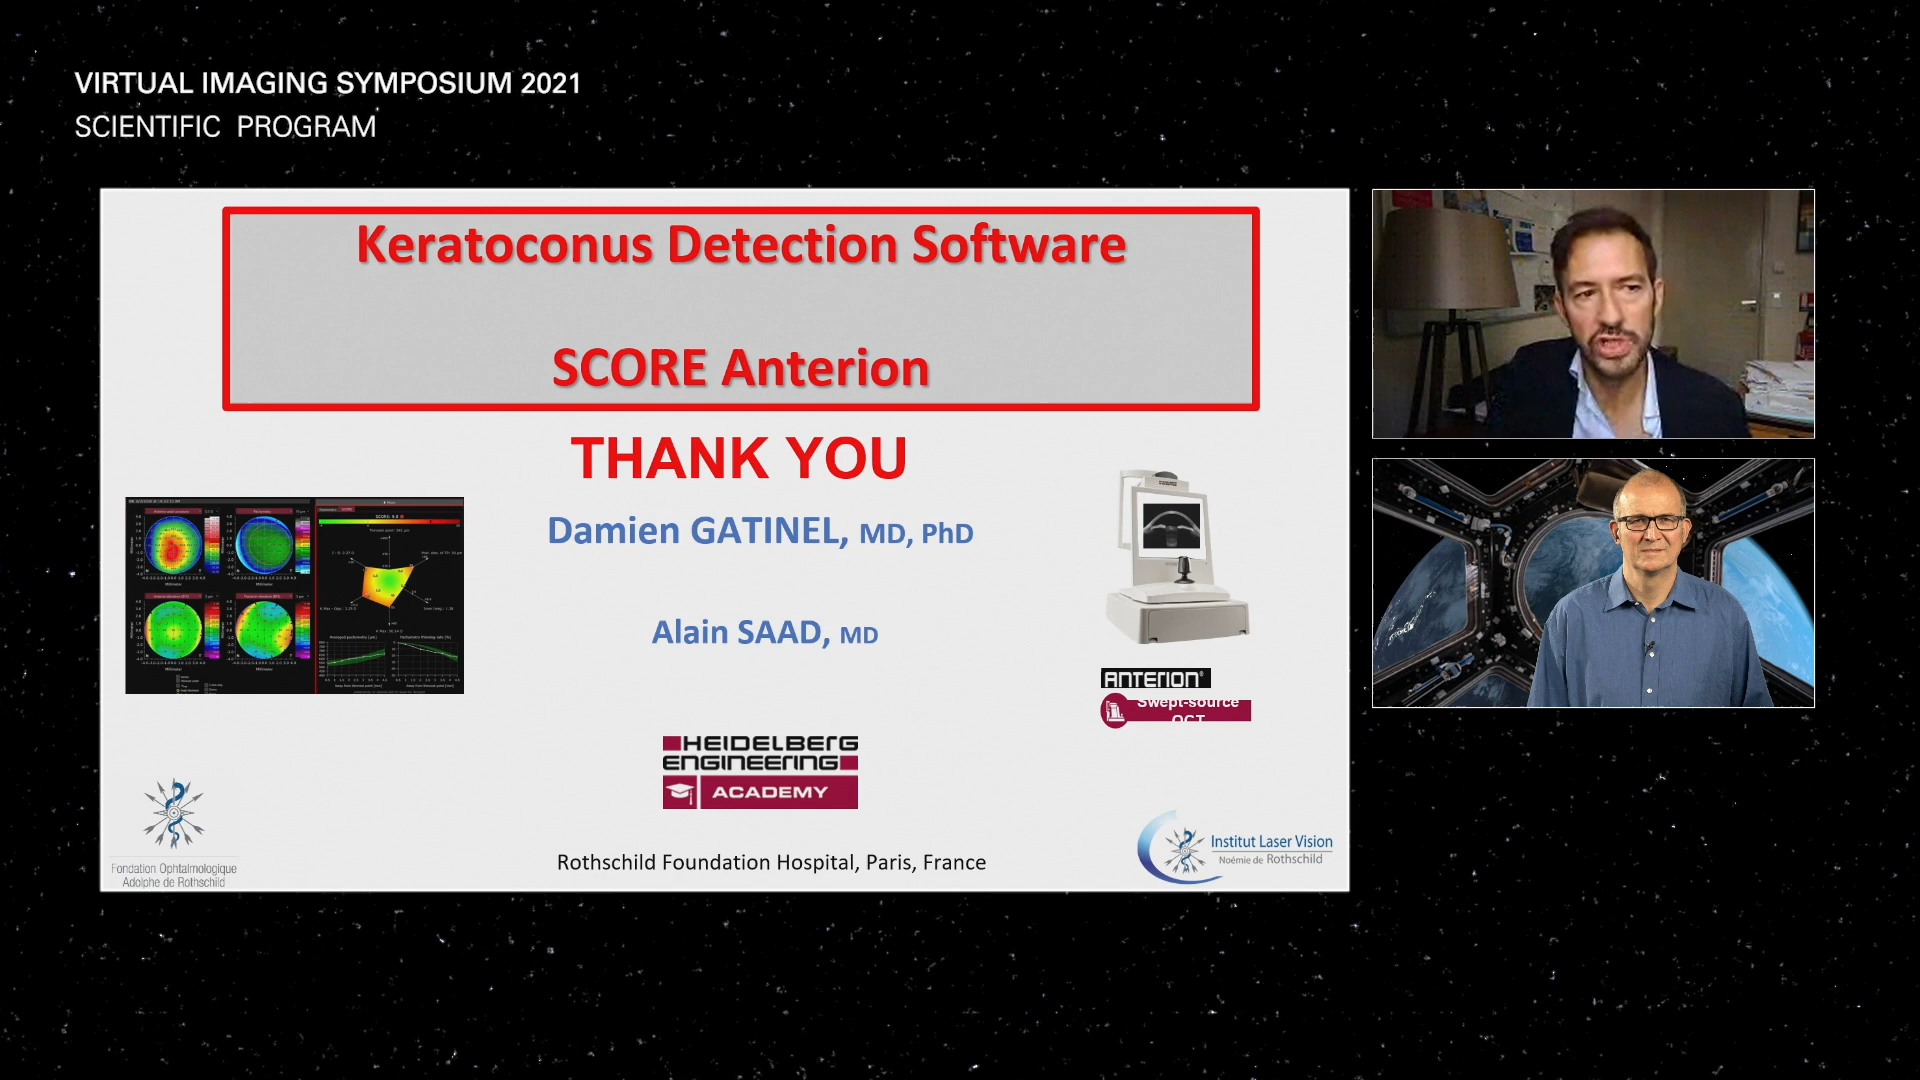 VIRTUAL IMAGING SYMPOSIUM 2021
SCIENTIFIC PROGRAM
Keratoconus Detection Software
SCORE Anterion
THANK YOU
Damien GATINEL, MD, PhD
Alain SAAD, MD
ANTERION®
Swept-source
OCT
HEIDELBERG
ENGINEERING
ACADEMY
Fondation Ophtalmologique
Adolphe de Rothschild
Rothschild Foundation Hospital, Paris, France
Institut Laser Vision
Noémie de Rothschild